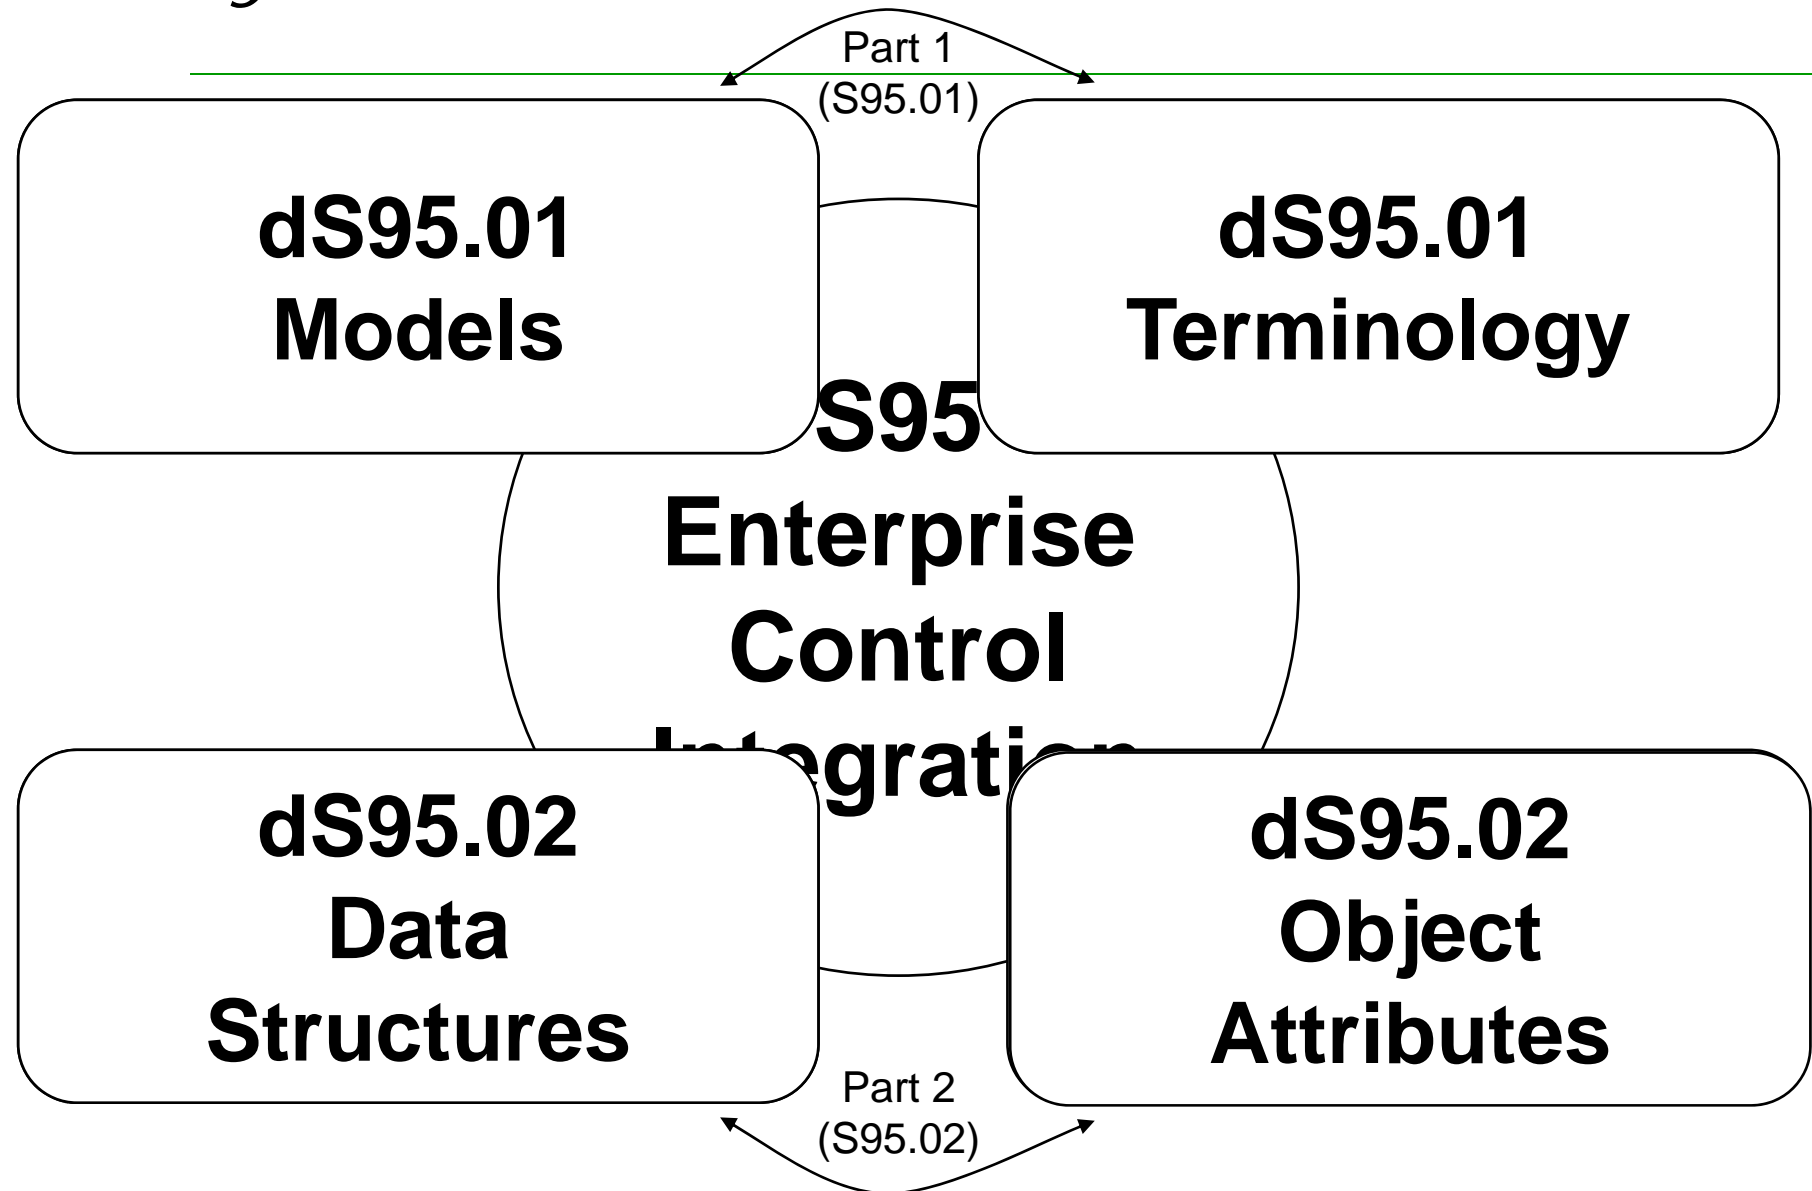 Part 1
(S95.01)
dS95.01
Models
dS95.01
Terminology
S95
Enterprise
Control
Integration
dS95.02
Data
Structures
dS95.02
Object
Attributes
Part 2
(S95.02)